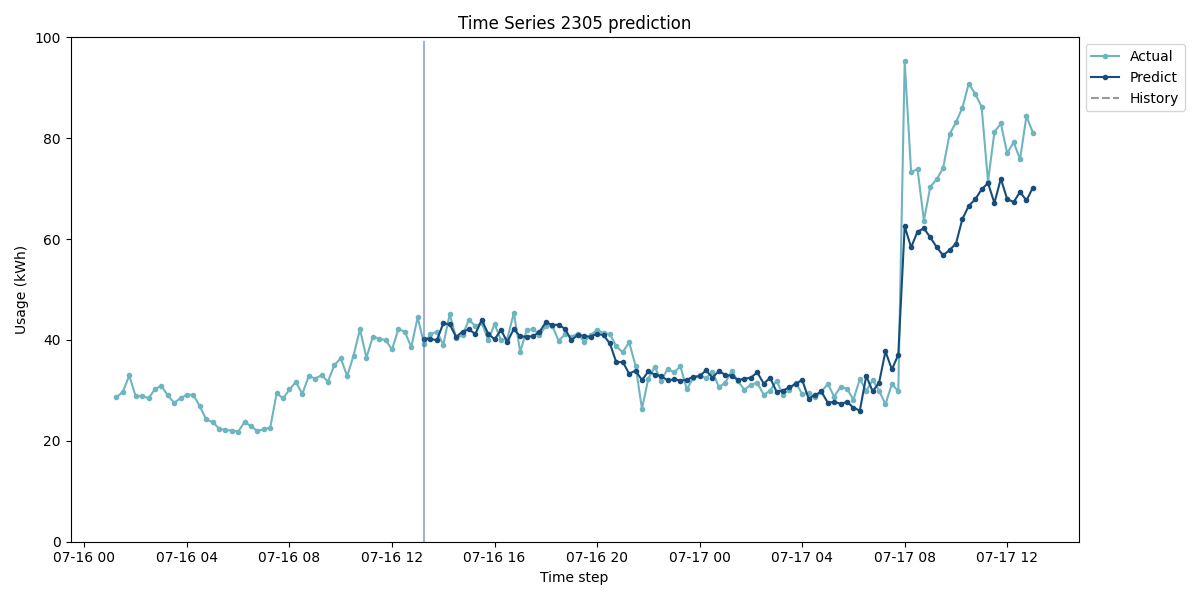 Time Series 2305 prediction
100
80
60
40
20
0
Usage (kWh)
07-16 00
07-16 04
07-16 08
07-16 12
07-16 16
07-16 20
07-17 00
07-17 04
07-17 08
07-17 12
Time step
Actual
Predict
History